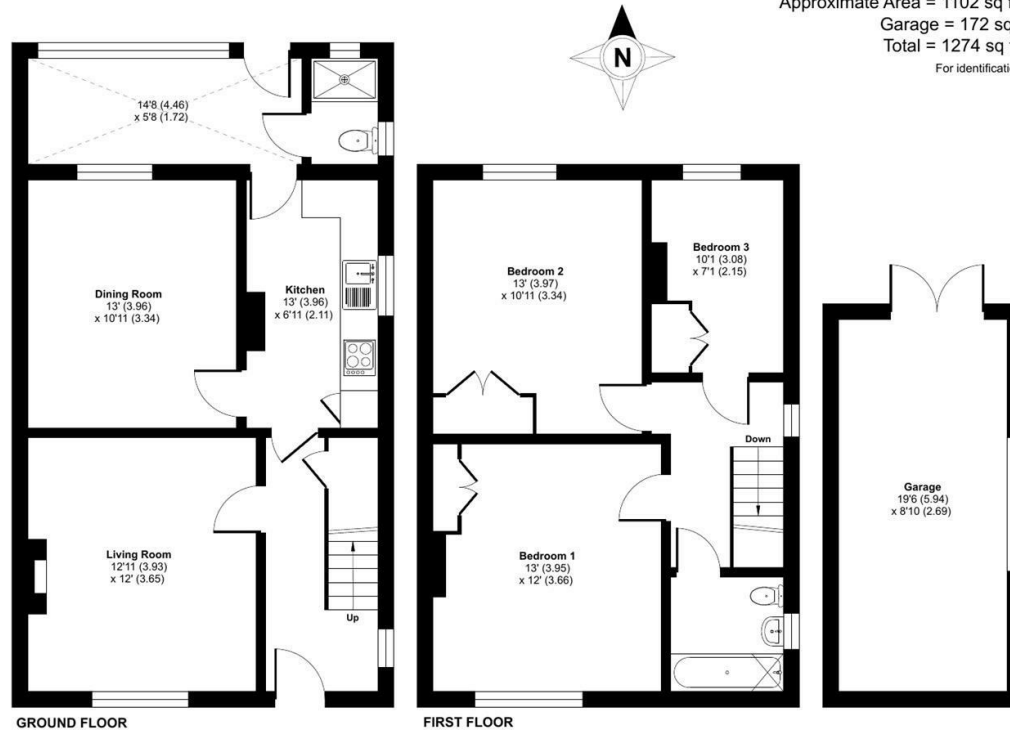 Approximate Area = 1102 sq f
Garage = 172 sq
Total = 1274 sq
For identificati
N
14'8 (4.46)
x 5'8 (1.72)
Dining Room
13' (3.96)
x 10'11 (3.34)
Kitchen
13' (3.96)
x 6'11 (2.11)
Living Room
12'11 (3.93)
x 12' (3.65)
Up
GROUND FLOOR
Bedroom 2
13' (3.97)
x 10'11 (3.34)
Bedroom 3
10'1 (3.08)
x 7'1 (2.15)
Down
Bedroom 1
13' (3.95)
x 12' (3.66)
FIRST FLOOR
Garage
19'6 (5.94)
x 8'10 (2.69)